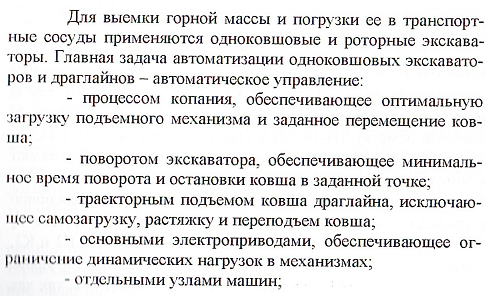 Для выемки горной массы и погрузки ее в транспорт-
ные сосуды применяются одноковшовые и роторные экскава-
торы. Главная задача автоматизации одноковшовых экскавато-
ров и драглайнов – автоматическое управление:
- процессом копания, обеспечивающее оптимальную
загрузку подъемного механизма и заданное перемещение ков-
ша;
- поворотом экскаватора, обеспечивающее минималь-
ное время поворота и остановки ковша в заданной точке;
- траекторным подъемом ковша драглайна, исключаю-
щее самозагрузку, растяжку и переподъем ковша;
- основными электроприводами, обеспечивающее ог-
раничение динамических нагрузок в механизмах;
- отдельными узлами машин;